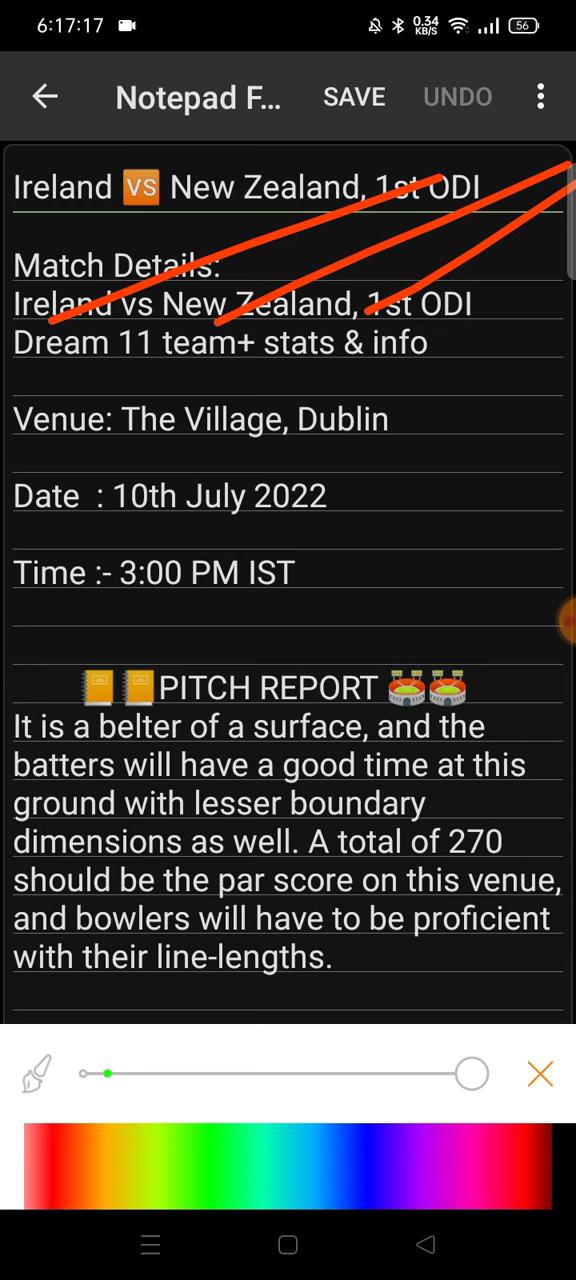 6:17:17
0.34 KB/S
56
Notepad F... SAVE UNDO
Ireland 🆚 New Zealand, 1st ODI
Match Details:
Ireland vs New Zealand, 1st ODI
Dream 11 team+ stats & info
Venue: The Village, Dublin
Date  : 10th July 2022
Time :- 3:00 PM IST
📒📒PITCH REPORT 🏟🏟
It is a belter of a surface, and the
batters will have a good time at this
ground with lesser boundary
dimensions as well. A total of 270
should be the par score on this venue,
and bowlers will have to be proficient
with their line-lengths.